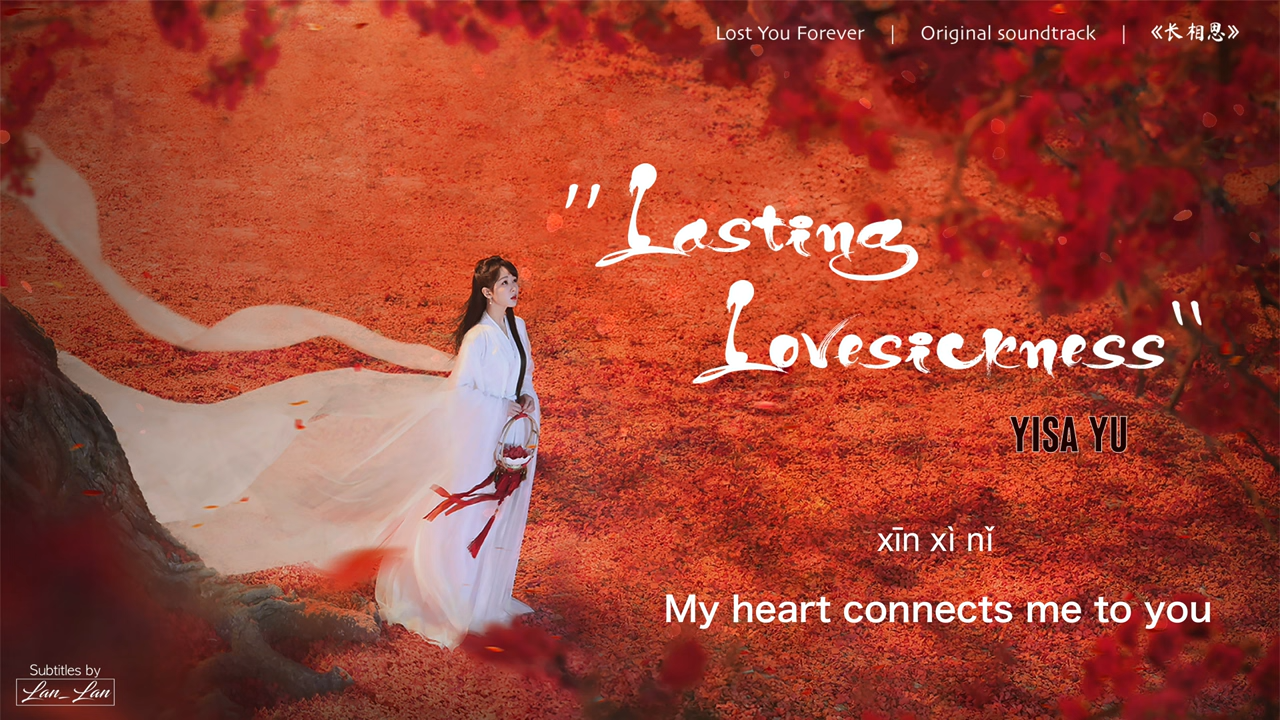 Lost You Forever | Original soundtrack | 《长相思》
"Lasting
Lovesickness"
YISA YU
xīn xì nǐ
My heart connects me to you
Subtitles by
Lan_Lan